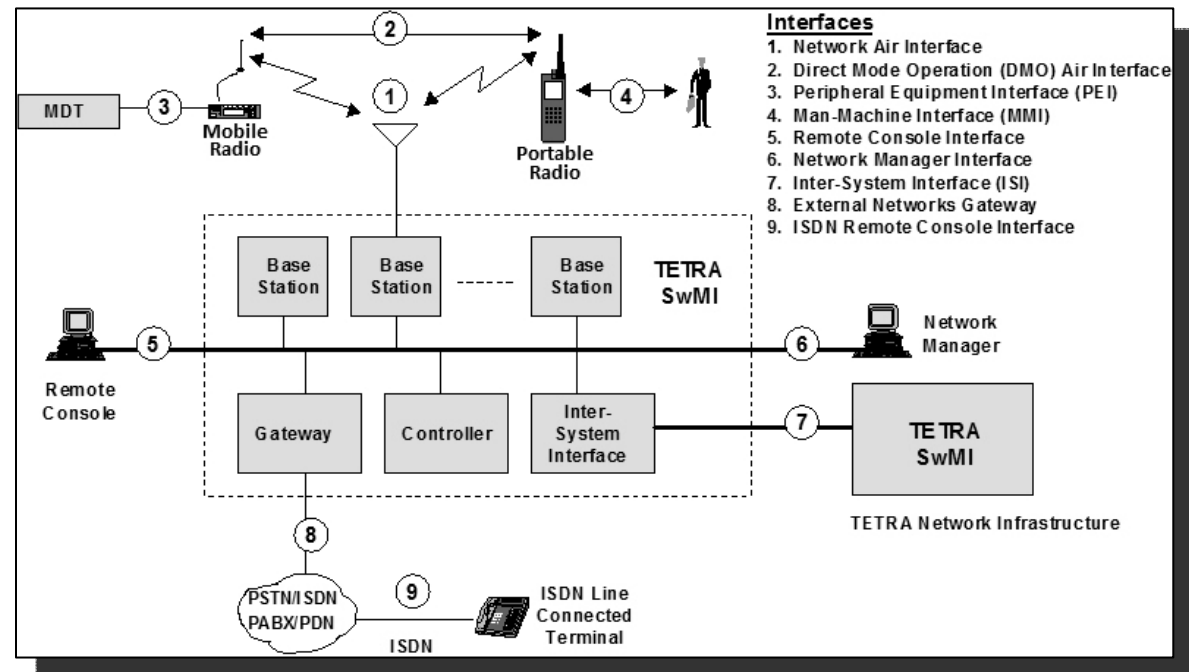 Interfaces
1. Network Air Interface
2. Direct Mode Operation (DMO) Air Interface
3. Peripheral Equipment Interface (PEI)
4. Man-Machine Interface (MMI)
5. Remote Console Interface
6. Network Manager Interface
7. Inter-System Interface (ISI)
8. External Networks Gateway
9. ISDN Remote Console Interface
2
1
MDT
3
4
Mobile
Radio
Portable
Radio
Base
Station
Base
Station
Base
Station
TETRA
SwMI
5
6
Network
Manager
Remote
Console
Gateway
Controller
Inter-
System
Interface
7
TETRA
SwMI
TETRA Network Infrastructure
8
PSTN/ISDN
PABX/PDN
9
ISDN
ISDN Line
Connected
Terminal